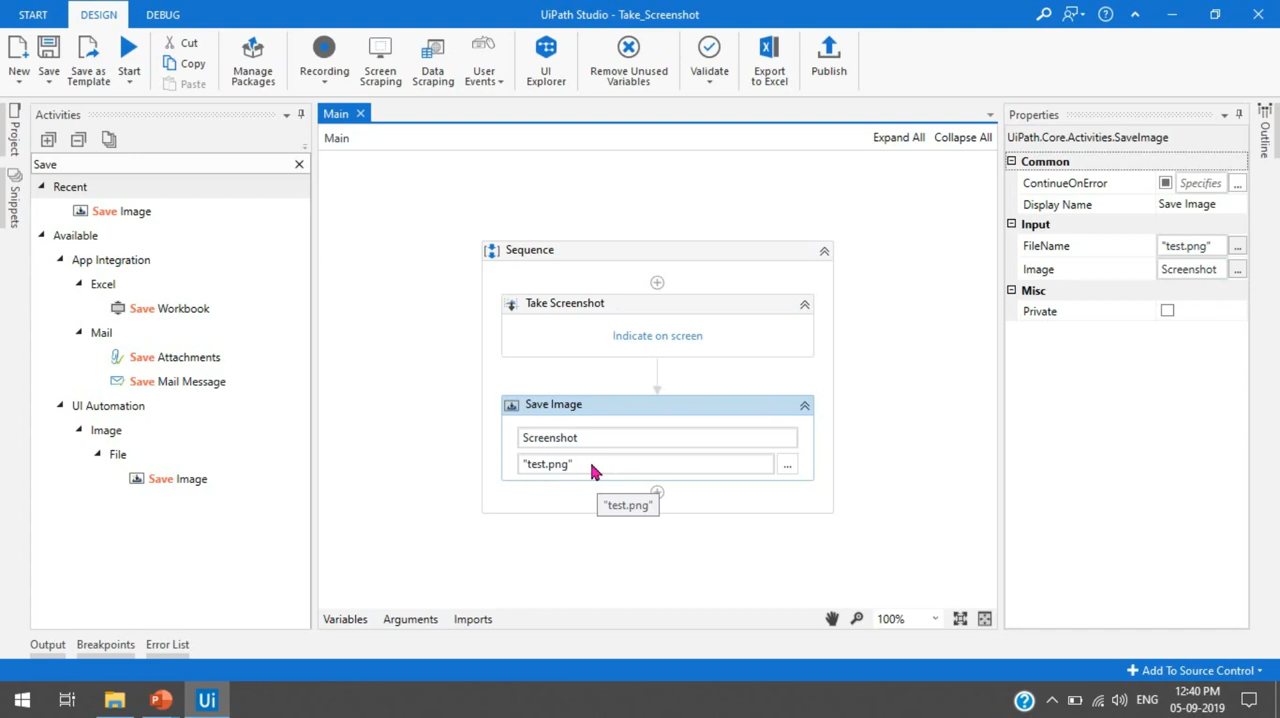 START
DESIGN
DEBUG
UiPath Studio - Take_Screenshot
New
Save
Save as Template
Start
Cut
Copy
Paste
Manage Packages
Recording
Screen Scraping
Data Scraping
User Events
UI Explorer
Remove Unused Variables
Validate
Export to Excel
Publish
Project
Snippets
Activities
Save
Recent
Save Image
Available
App Integration
Excel
Save Workbook
Mail
Save Attachments
Save Mail Message
UI Automation
Image
File
Save Image
Main
Main
Expand All
Collapse All
Sequence
Take Screenshot
Indicate on screen
Save Image
Screenshot
"test.png"
...
"test.png"
Variables
Arguments
Imports
100%
Properties
UiPath.Core.Activities.SaveImage
Common
ContinueOnError
Specifies
...
Display Name
Save Image
Input
FileName
"test.png"
...
Image
Screenshot
...
Misc
Private
Outline
Output
Breakpoints
Error List
Add To Source Control
Ui
ENG
12:40 PM
05-09-2019